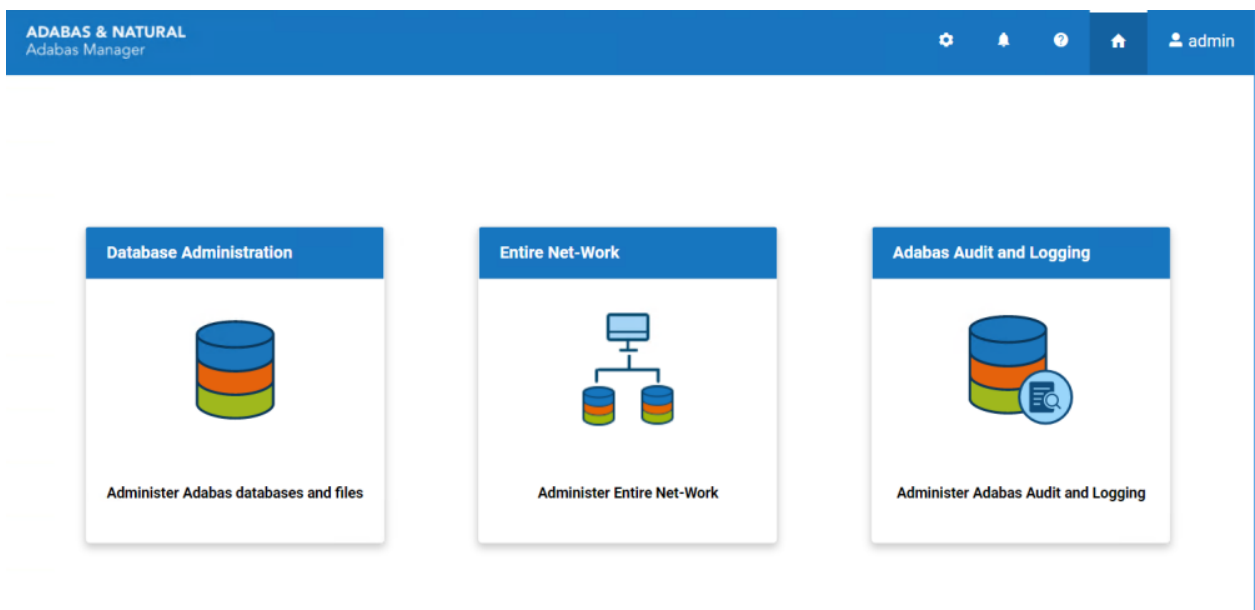 ADABAS & NATURAL
Adabas Manager
admin
Database Administration
Entire Net-Work
Adabas Audit and Logging
Administer Adabas databases and files
Administer Entire Net-Work
Administer Adabas Audit and Logging